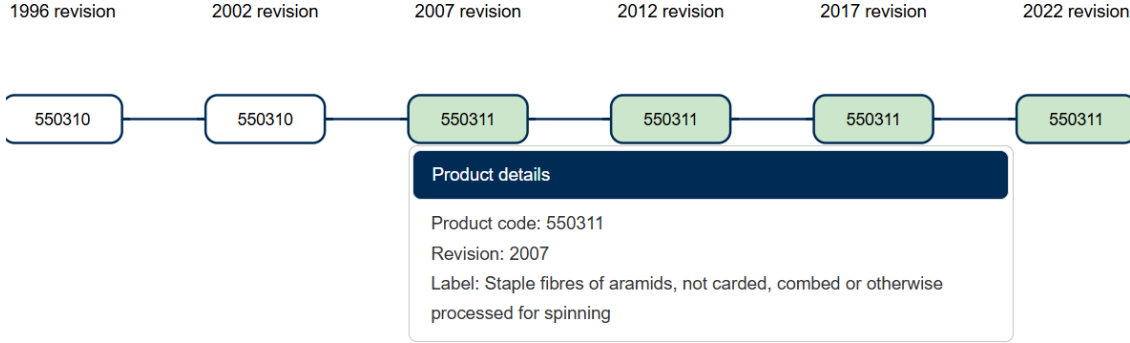 1996 revision 2002 revision 2007 revision 2012 revision 2017 revision 2022 revision
550310 550310 550311 550311 550311 550311
Product details
Product code: 550311
Revision: 2007
Label: Staple fibres of aramids, not carded, combed or otherwise
processed for spinning